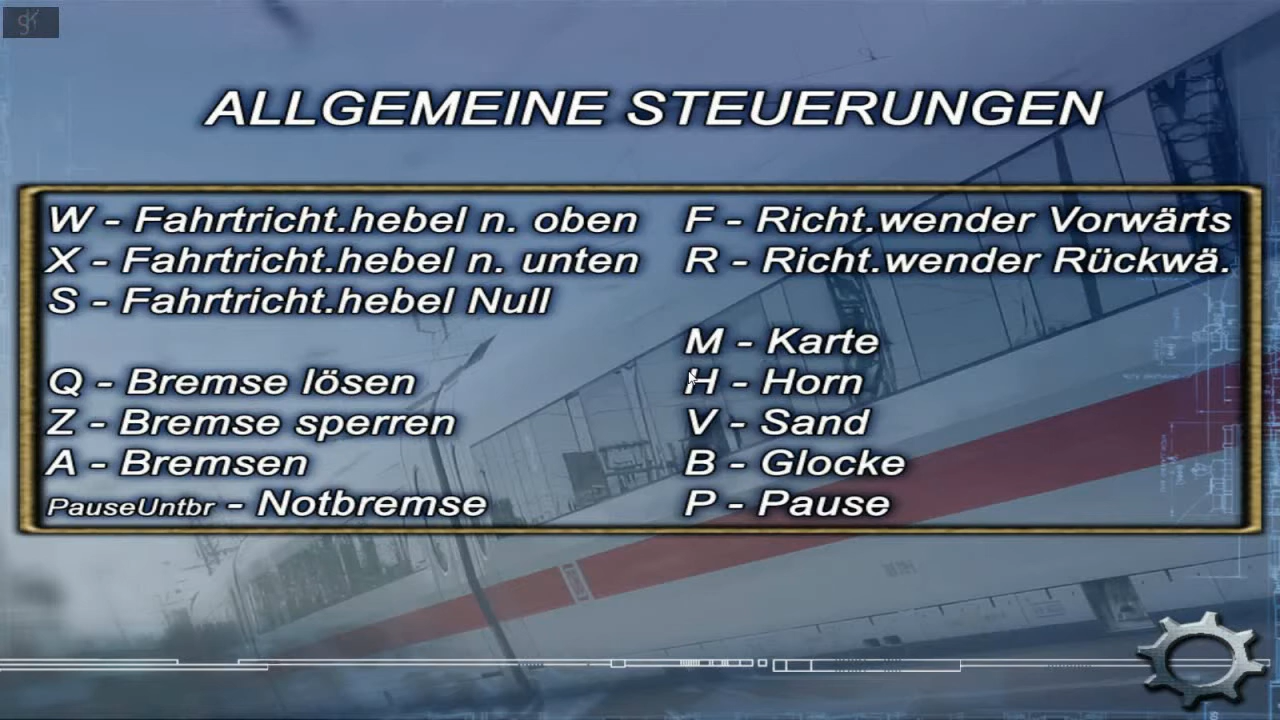 ALLGEMEINE STEUERUNGEN
W - Fahrtricht.hebel n. oben
X - Fahrtricht.hebel n. unten
S - Fahrtricht.hebel Null
Q - Bremse lösen
Z - Bremse sperren
A - Bremsen
PauseUntbr - Notbremse
F - Richt.wender Vorwärts
R - Richt.wender Rückwä.
M - Karte
H - Horn
V - Sand
B - Glocke
P - Pause